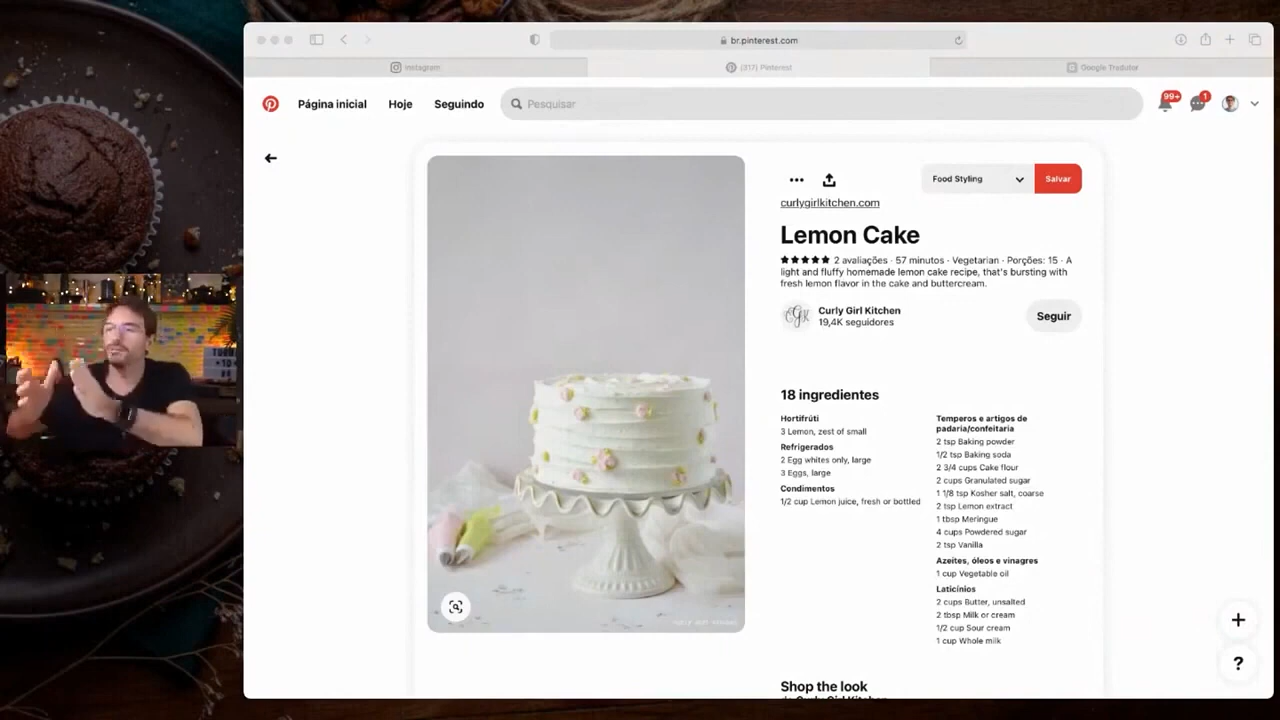 br.pinterest.com
Instagram
(317) Pinterest
Google Tradutor
Página inicial
Hoje
Seguindo
Pesquisar
99+
1
Food Styling
Salvar
curlygirlkitchen.com
Lemon Cake
2 avaliações · 57 minutos · Vegetarian · Porções: 15 · A
light and fluffy homemade lemon cake recipe, that's bursting with
fresh lemon flavor in the cake and buttercream.
CGK
Curly Girl Kitchen
19,4K seguidores
Seguir
18 ingredientes
Hortifrúti
3 Lemon, zest of small
Refrigerados
2 Egg whites only, large
3 Eggs, large
Condimentos
1/2 cup Lemon juice, fresh or bottled
Temperos e artigos de
padaria/confeitaria
2 tsp Baking powder
1/2 tsp Baking soda
2 3/4 cups Cake flour
2 cups Granulated sugar
1 1/8 tsp Kosher salt, coarse
2 tsp Lemon extract
1 tbsp Meringue
4 cups Powdered sugar
2 tsp Vanilla
Azeites, óleos e vinagres
1 cup Vegetable oil
Laticínios
2 cups Butter, unsalted
2 tbsp Milk or cream
1/2 cup Sour cream
1 cup Whole milk
Shop the look
de Curly Girl Kitchen
+
?